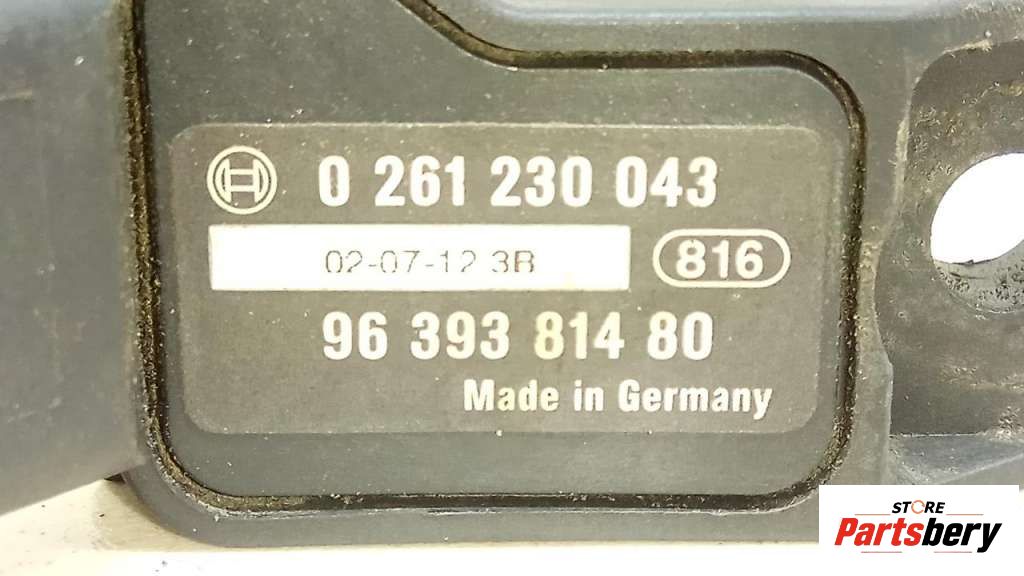 0 261 230 043
02-07-12 3B
816
96 393 814 80
Made in Germany
STORE
Partsbery